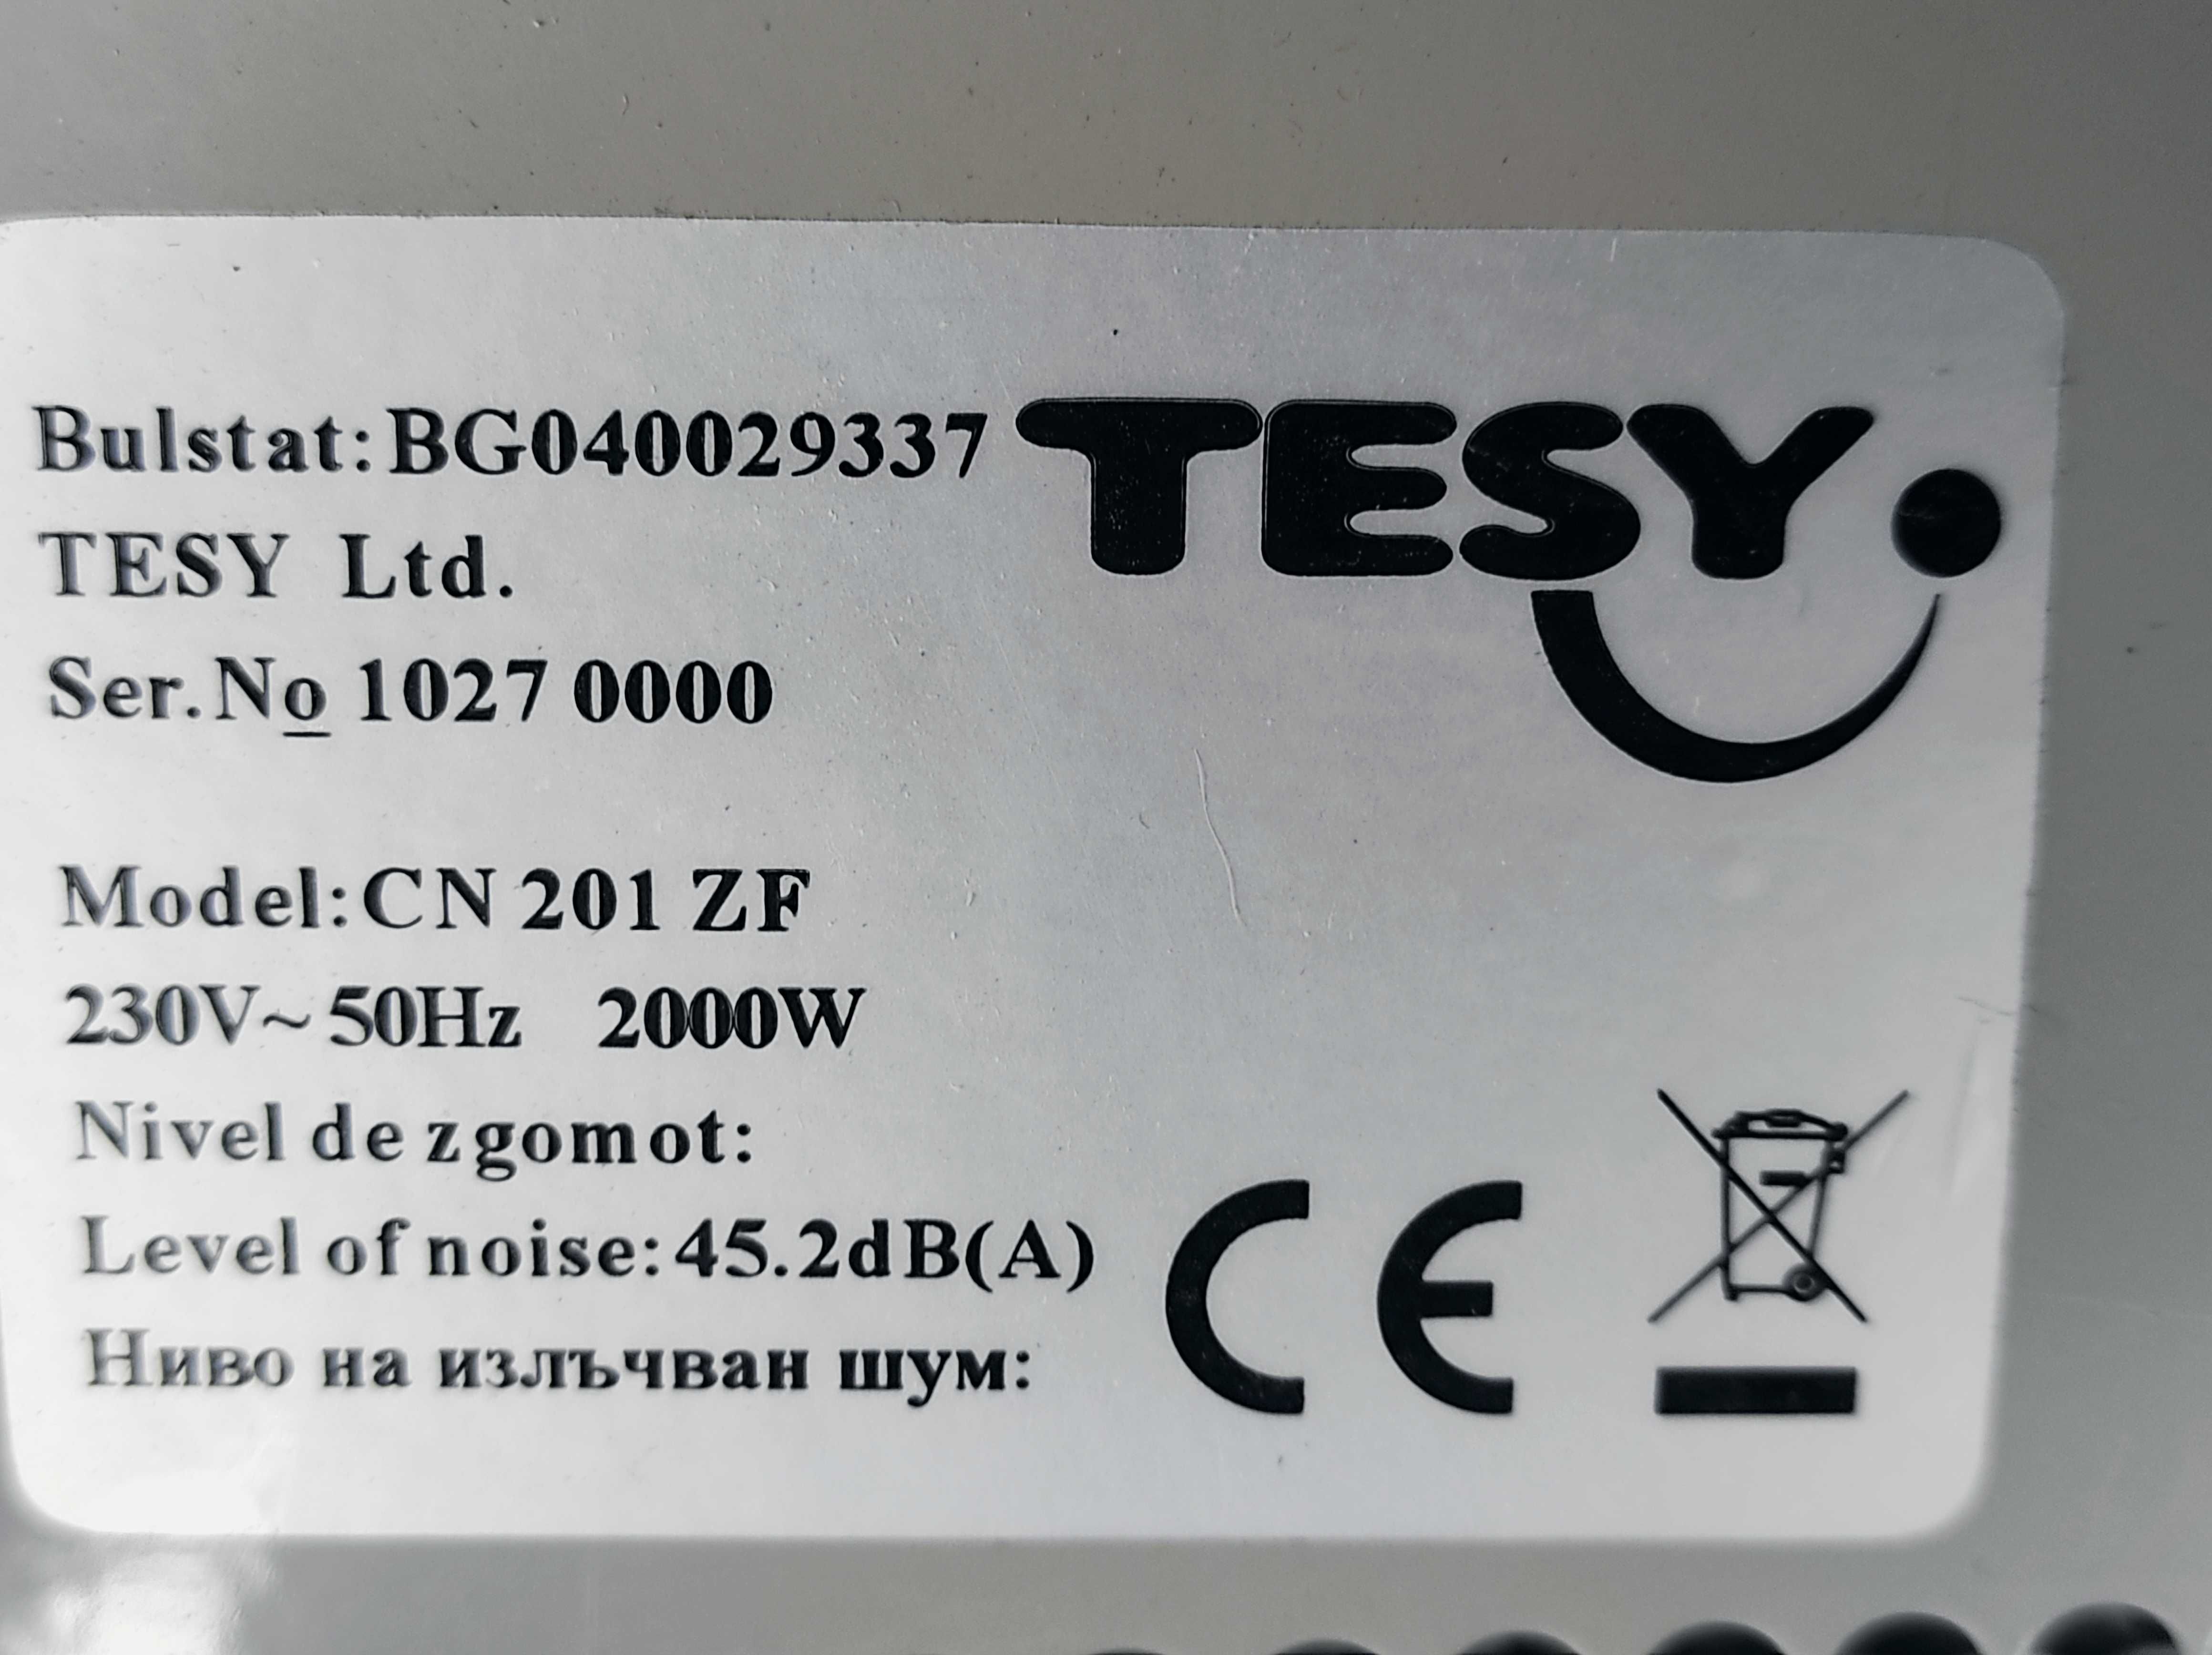 Bulstat: BG040029337 TESY
TESY Ltd.
Ser.No 1027 0000
Model: CN 201 ZF
230V~ 50Hz 2000W
Nivel de zgomot:
Level of noise: 45.2dB(A)
Ниво на излъчван шум:
CE